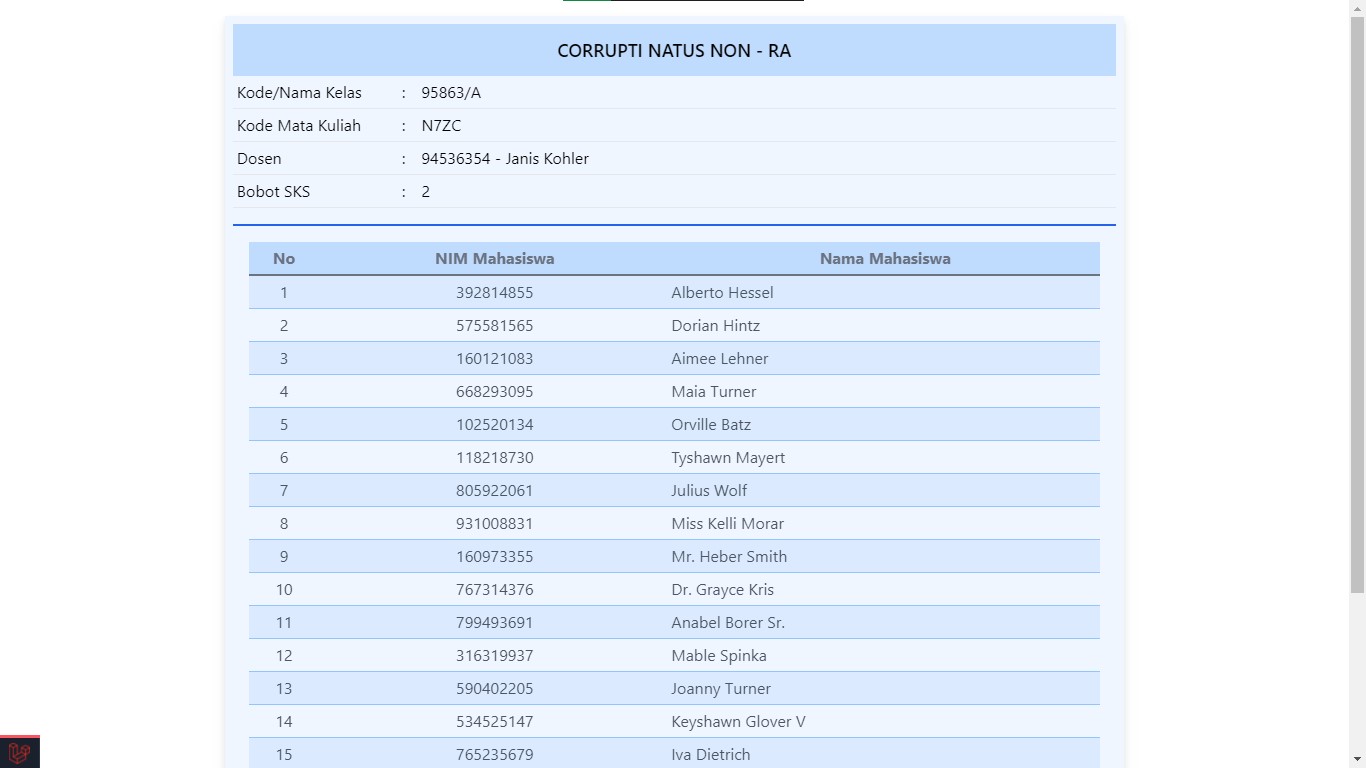 CORRUPTI NATUS NON - RA
Kode/Nama Kelas : 95863/A
Kode Mata Kuliah : N7ZC
Dosen : 94536354 - Janis Kohler
Bobot SKS : 2
No NIM Mahasiswa Nama Mahasiswa
1 392814855 Alberto Hessel
2 575581565 Dorian Hintz
3 160121083 Aimee Lehner
4 668293095 Maia Turner
5 102520134 Orville Batz
6 118218730 Tyshawn Mayert
7 805922061 Julius Wolf
8 931008831 Miss Kelli Morar
9 160973355 Mr. Heber Smith
10 767314376 Dr. Grayce Kris
11 799493691 Anabel Borer Sr.
12 316319937 Mable Spinka
13 590402205 Joanny Turner
14 534525147 Keyshawn Glover V
15 765235679 Iva Dietrich